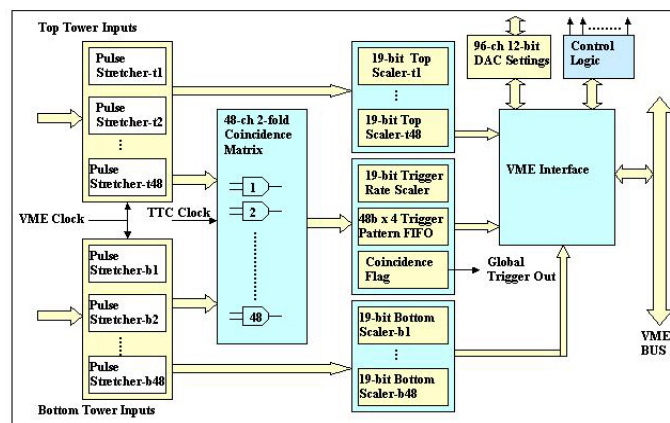 Top Tower Inputs
Pulse
Stretcher-t1
Pulse
Stretcher-t2
Pulse
Stretcher-t48
VME Clock
TTC Clock
Pulse
Stretcher-b1
Pulse
Stretcher-b2
Pulse
Stretcher-b48
Bottom Tower Inputs
48-ch 2-fold
Coincidence
Matrix
1
2
48
19-bit Top
Scaler-t1
19-bit Top
Scaler-t48
19-bit Trigger
Rate Scaler
48b x 4 Trigger
Pattern FIFO
Coincidence
Flag
19-bit Bottom
Scaler-b1
19-bit Bottom
Scaler-b48
96-ch 12-bit
DAC Settings
Control
Logic
VME Interface
Global
Trigger Out
VME
BUS